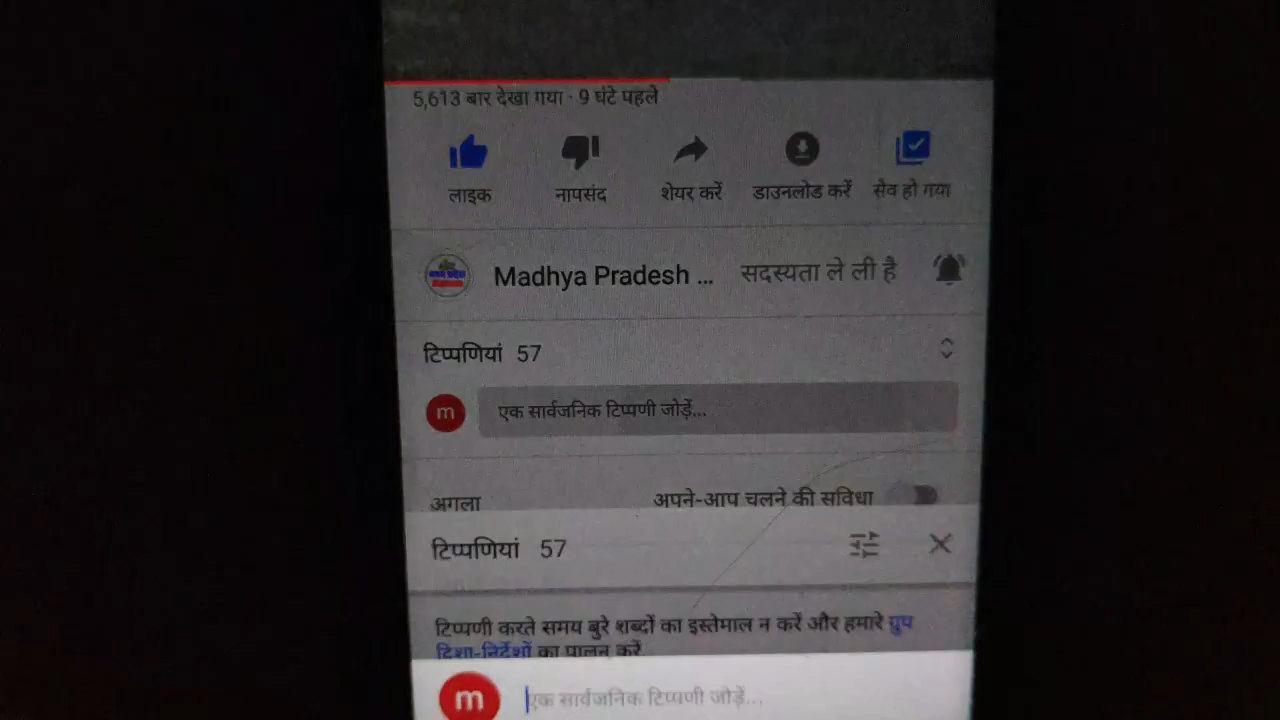 5,613 बार देखा गया · 9 घंटे पहले
लाइक नापसंद शेयर करें डाउनलोड करें सेव हो गया
Madhya Pradesh ... सदस्यता ले ली है
टिप्पणियां 57
m एक सार्वजनिक टिप्पणी जोड़ें...
अगला अपने-आप चलने की सुविधा
टिप्पणियां 57
टिप्पणी करते समय बुरे शब्दों का इस्तेमाल न करें और हमारे ग्रुप
दिशा-निर्देशों का पालन करें
m एक सार्वजनिक टिप्पणी जोड़ें...